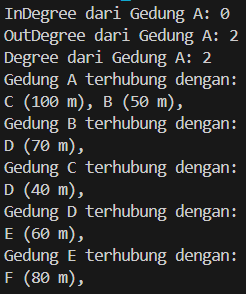 InDegree dari Gedung A: 0
OutDegree dari Gedung A: 2
Degree dari Gedung A: 2
Gedung A terhubung dengan:
C (100 m), B (50 m),
Gedung B terhubung dengan:
D (70 m),
Gedung C terhubung dengan:
D (40 m),
Gedung D terhubung dengan:
E (60 m),
Gedung E terhubung dengan:
F (80 m),